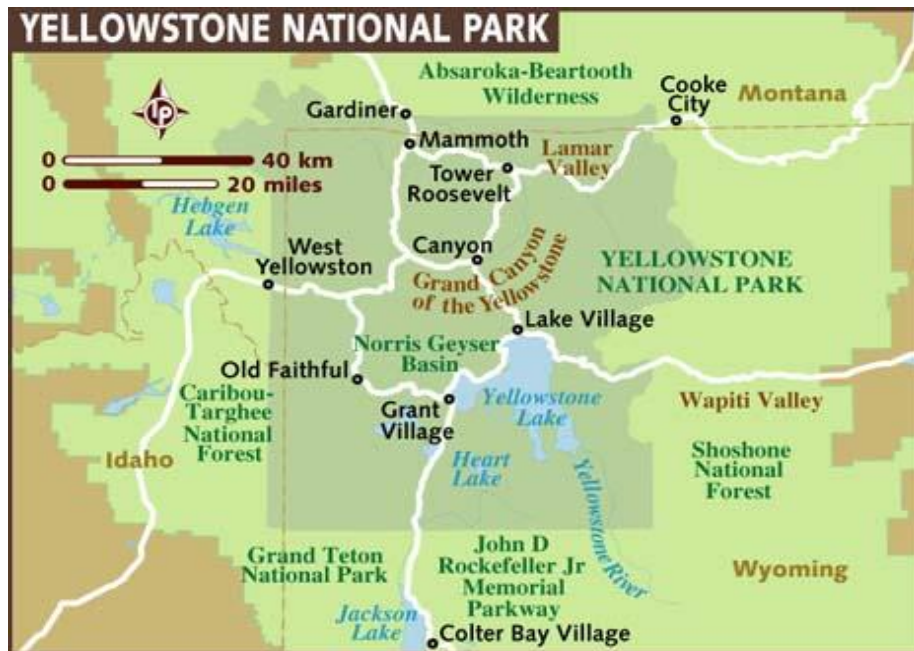 YELLOWSTONE NATIONAL PARK
Absaroka-Beartooth
Wilderness
Cooke
City
Montana
LP
Gardiner
Mammoth
0 40 km
0 20 miles
Lamar
Valley
Tower
Roosevelt
Hebgen
Lake
West
Yellowston
Canyon
Grand Canyon
of the Yellowstone
YELLOWSTONE
NATIONAL PARK
Lake Village
Norris Geyser
Basin
Old Faithful
Caribou-
Targhee
National
Forest
Grant
Village
Yellowstone
Lake
Wapiti Valley
Idaho
Heart
Lake
Yellowstone River
Shoshone
National
Forest
Grand Teton
National Park
John D
Rockefeller Jr
Memorial
Parkway
Wyoming
Jackson
Lake
Colter Bay Village